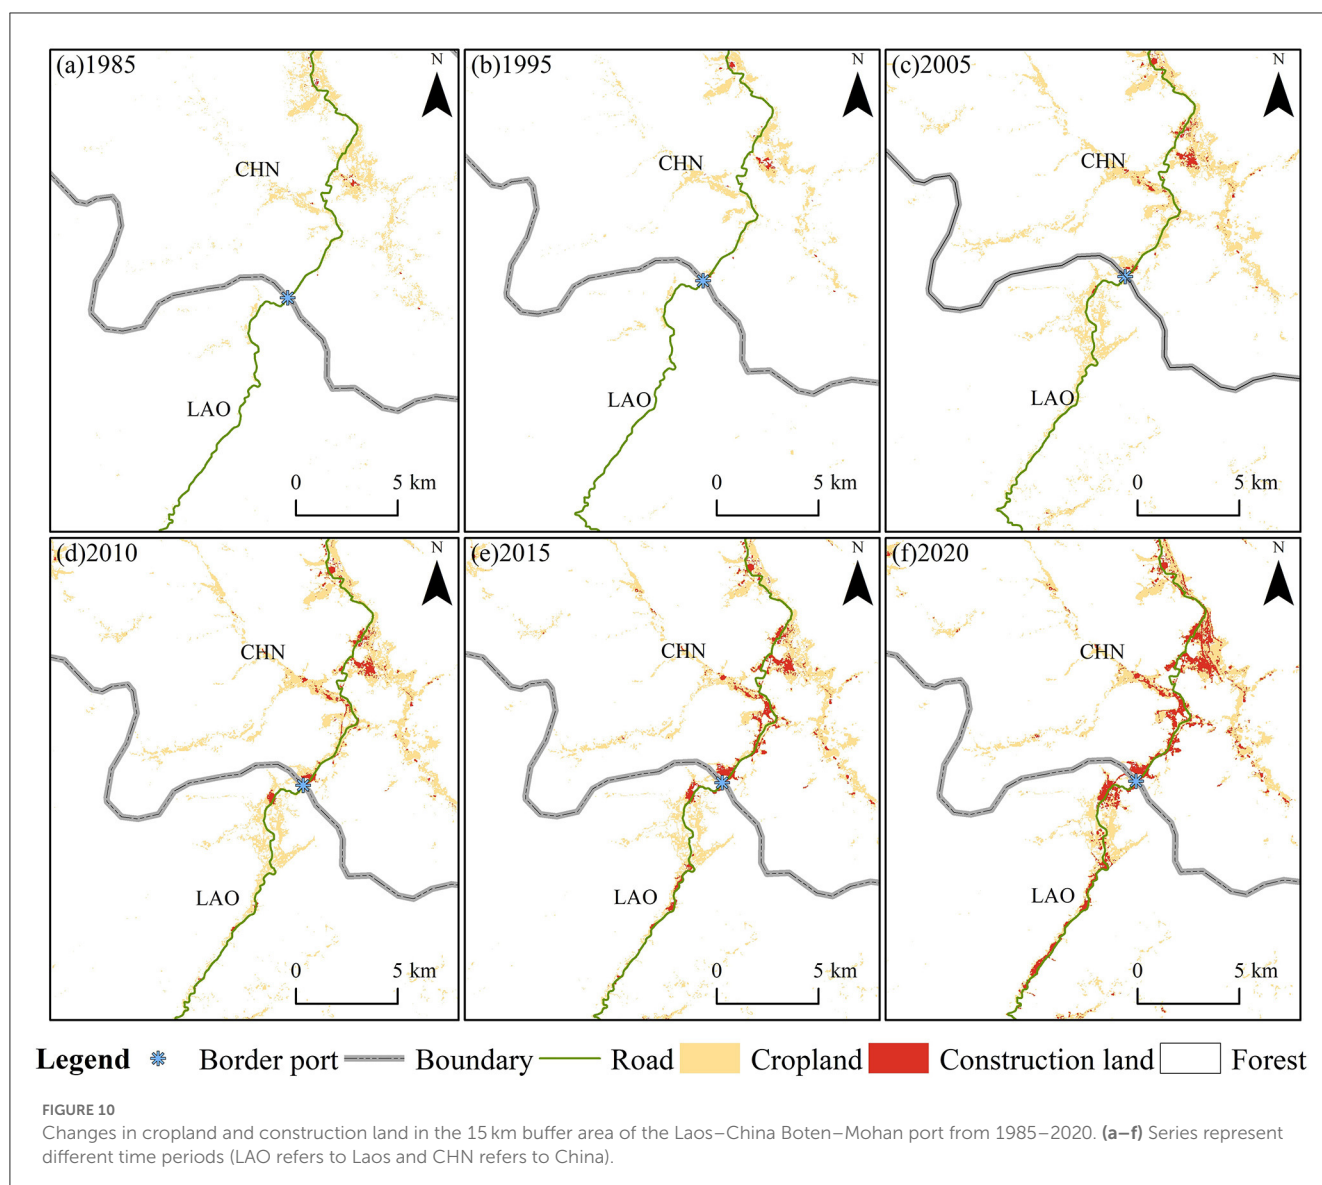 (a)1985
N
CHN
LAO
0
5 km
(b)1995
N
CHN
LAO
0
5 km
(c)2005
N
CHN
LAO
0
5 km
(d)2010
N
CHN
LAO
0
5 km
(e)2015
N
CHN
LAO
0
5 km
(f)2020
N
CHN
LAO
0
5 km
Legend Border port Boundary Road Cropland Construction land Forest
FIGURE 10
Changes in cropland and construction land in the 15 km buffer area of the Laos–China Boten–Mohan port from 1985–2020. (a–f) Series represent
different time periods (LAO refers to Laos and CHN refers to China).